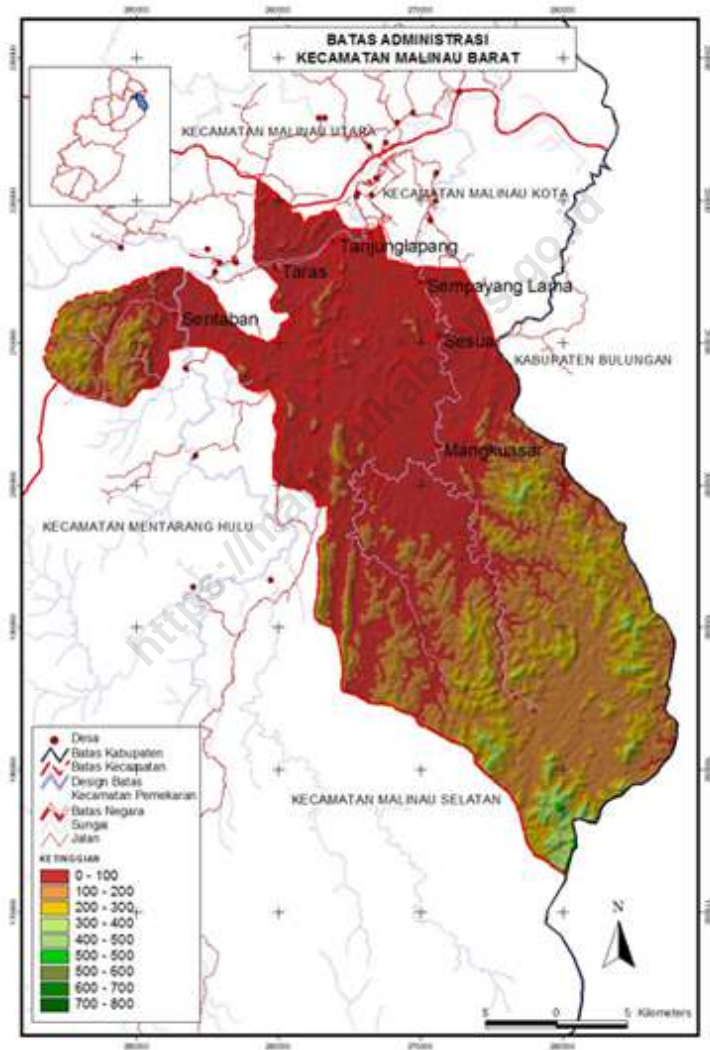 BATAS ADMINISTRASI
KECAMATAN MALINAU BARAT
KECAMATAN MALINAU UTARA
KECAMATAN MALINAU KOTA
Tanjunglapang
Taras
Sempayang Lama
Sentaban
Sesua
KABUPATEN BULUNGAN
Mangkuasar
KECAMATAN MENTARANG HULU
KECAMATAN MALINAU SELATAN
Desa
Batas Kabupaten
Design Batas
Kecamatan Pemekaran
Batas Negara
Sungai
Jalan
KETINGGIAN
0 - 100
100 - 200
200 - 300
300 - 400
400 - 500
500 - 500
500 - 600
600 - 700
700 - 800
N
5 0 5 Kilometers